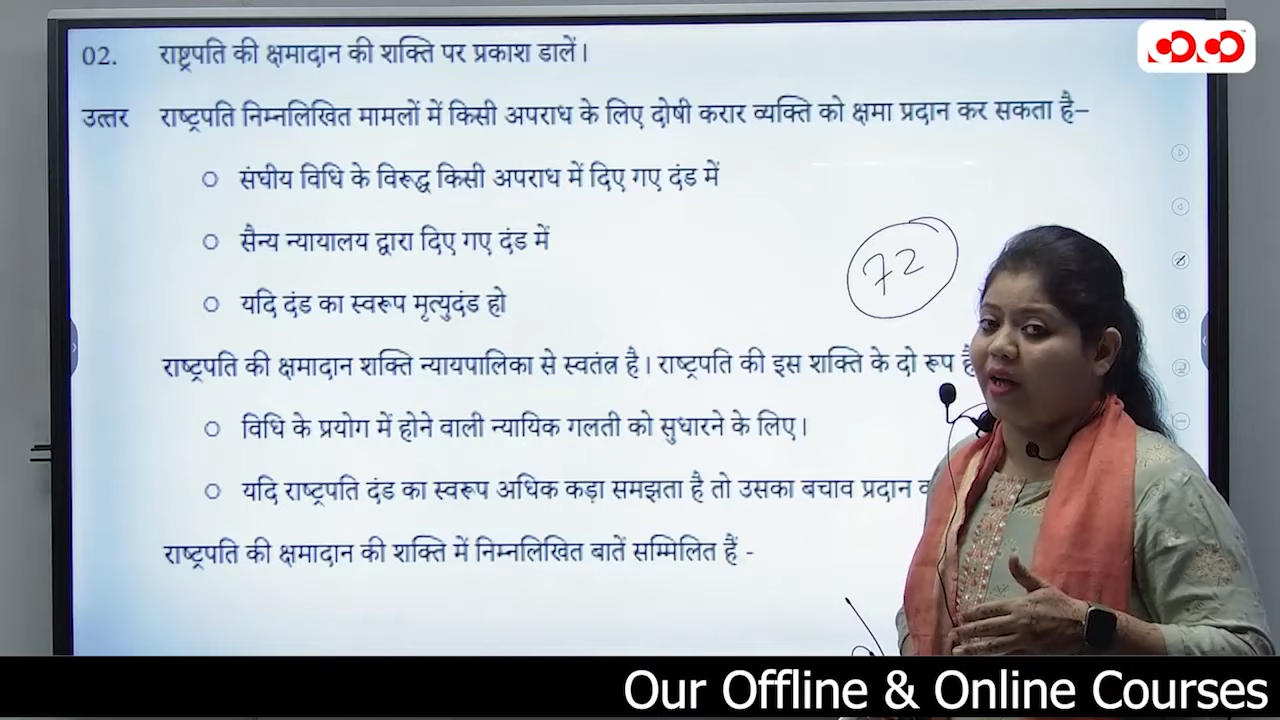 02. राष्ट्रपति की क्षमादान की शक्ति पर प्रकाश डालें।
उत्तर राष्ट्रपति निम्नलिखित मामलों में किसी अपराध के लिए दोषी करार व्यक्ति को क्षमा प्रदान कर सकता है–
संघीय विधि के विरूद्ध किसी अपराध में दिए गए दंड में
सैन्य न्यायालय द्वारा दिए गए दंड में
72
यदि दंड का स्वरूप मृत्युदंड हो
राष्ट्रपति की क्षमादान शक्ति न्यायपालिका से स्वतंत्र है। राष्ट्रपति की इस शक्ति के दो रूप
विधि के प्रयोग में होने वाली न्यायिक गलती को सुधारने के लिए।
यदि राष्ट्रपति दंड का स्वरूप अधिक कड़ा समझता है तो उसका बचाव प्रदान
राष्ट्रपति की क्षमादान की शक्ति में निम्नलिखित बातें सम्मिलित हैं -
Our Offline & Online Courses